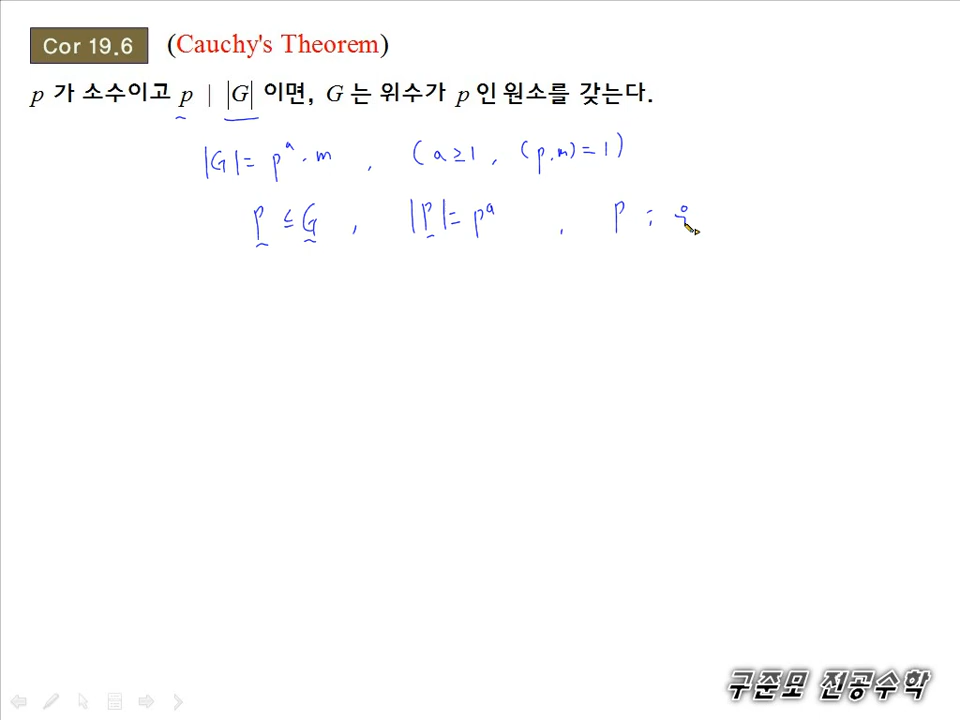 Cor 19.6 (Cauchy's Theorem)
p 가 소수이고 p | |G| 이면, G 는 위수가 p 인 원소를 갖는다.
|G| = p^a · m , (a ≥ 1, (p, m) = 1)
P ≤ G , |P| = p^a , P :
구준모 전공수학